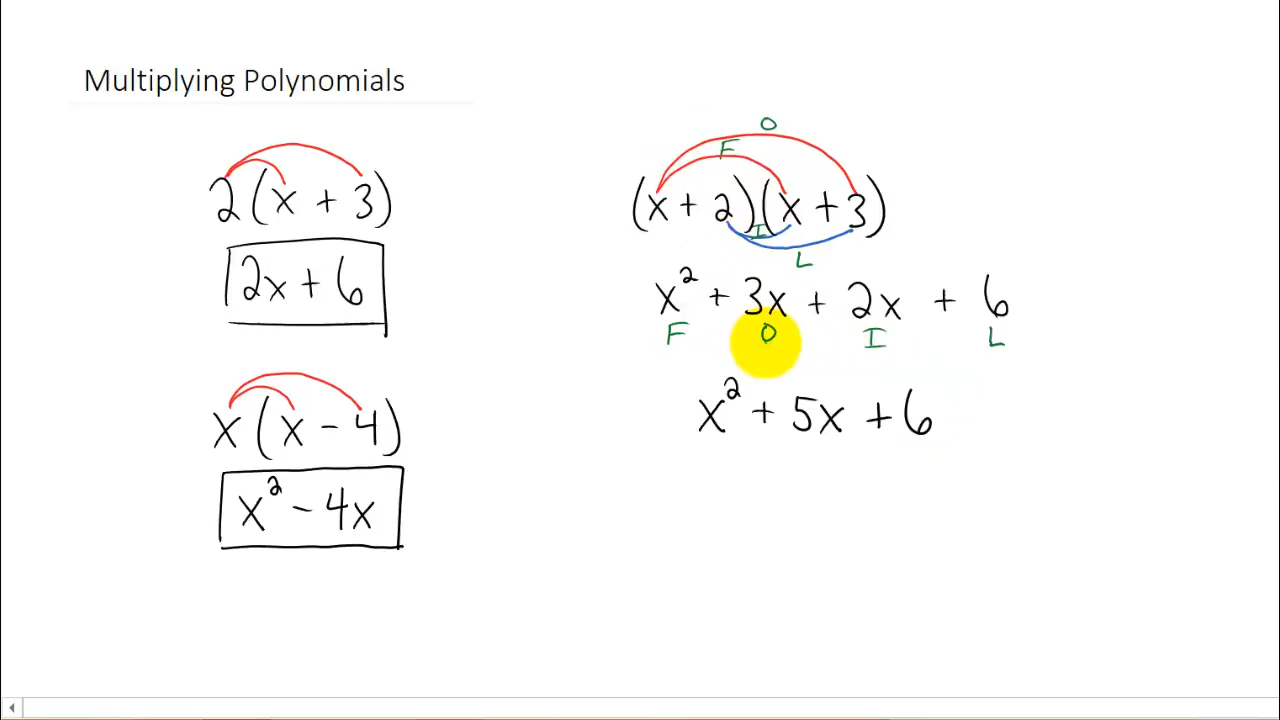 Multiplying Polynomials
2(x + 3)
2x + 6
x(x - 4)
x² - 4x
O
F
(x + 2)(x + 3)
I
L
x² + 3x + 2x + 6
F O I L
x² + 5x + 6